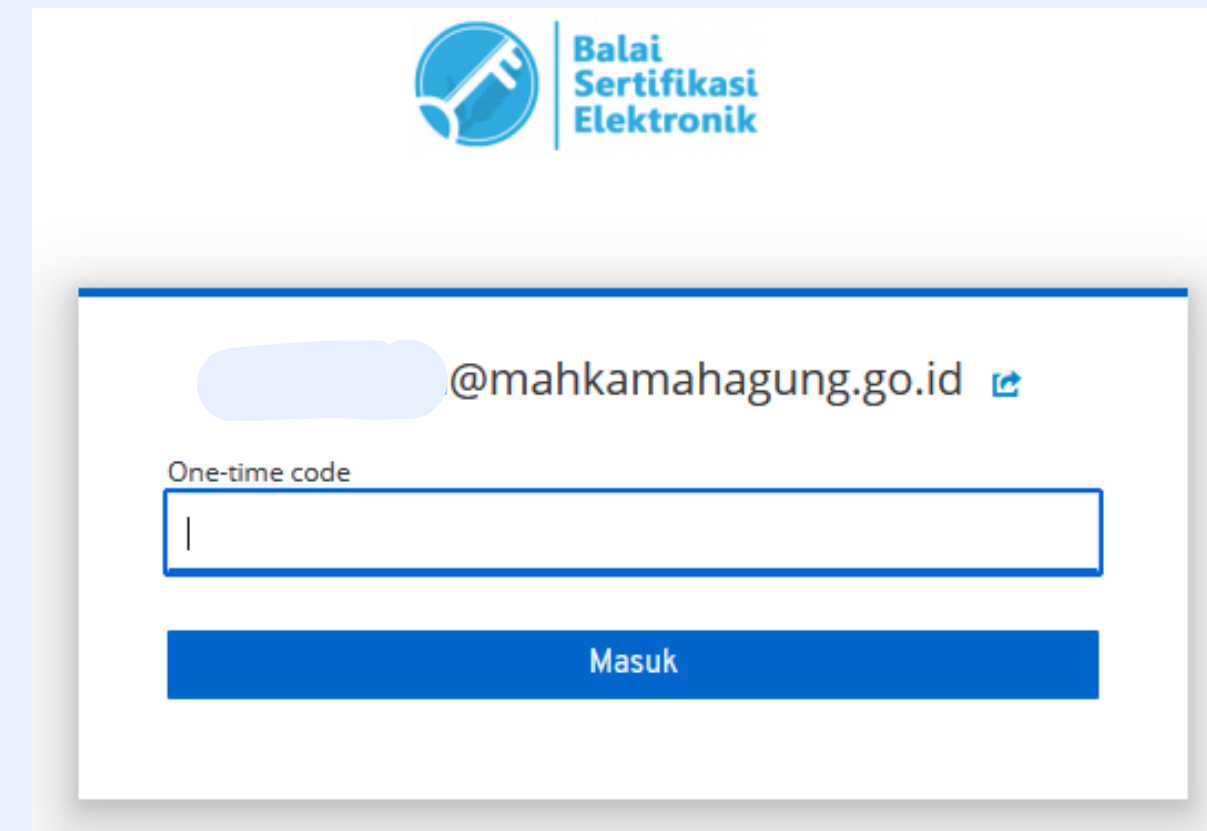 Balai
Sertifikasi
Elektronik
@mahkamahagung.go.id
One-time code
Masuk